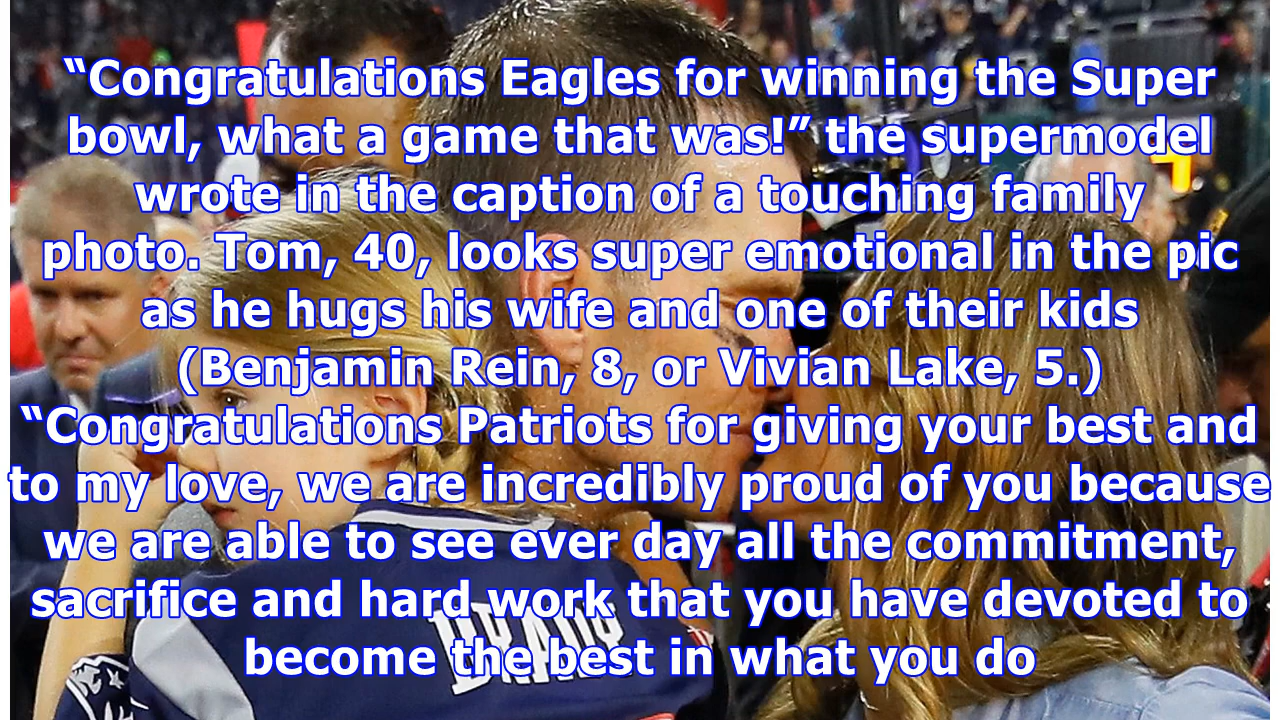 “Congratulations Eagles for winning the Super
bowl, what a game that was!” the supermodel
wrote in the caption of a touching family
photo. Tom, 40, looks super emotional in the pic
as he hugs his wife and one of their kids
(Benjamin Rein, 8, or Vivian Lake, 5.)
“Congratulations Patriots for giving your best and
to my love, we are incredibly proud of you because
we are able to see ever day all the commitment,
sacrifice and hard work that you have devoted to
become the best in what you do